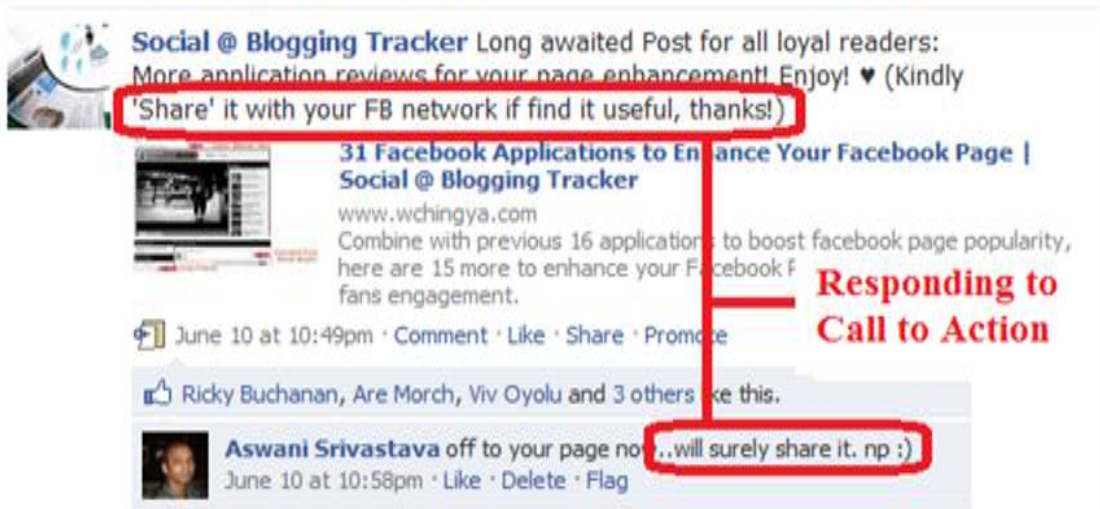 Social @ Blogging Tracker Long awaited Post for all loyal readers:
More application reviews for your page enhancement! Enjoy! ♥ (Kindly
'Share' it with your FB network if find it useful, thanks!)
31 Facebook Applications to Enhance Your Facebook Page |
Social @ Blogging Tracker
www.wchingya.com
Combine with previous 16 applications to boost facebook page popularity,
here are 15 more to enhance your Facebook
fans engagement.
Responding to
Call to Action
June 10 at 10:49pm · Comment · Like · Share · Promote
Ricky Buchanan, Are Morch, Viv Oyolu and 3 others like this.
Aswani Srivastava off to your page now..will surely share it. np :)
June 10 at 10:58pm · Like · Delete · Flag